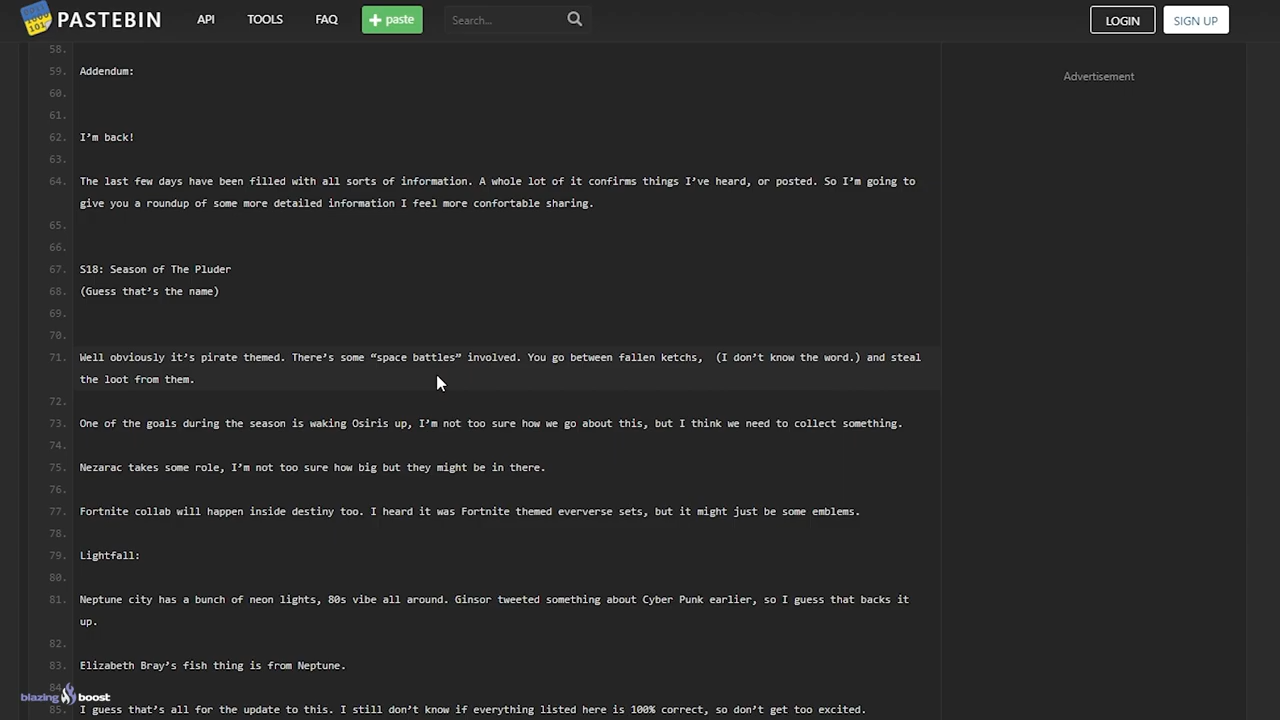 PASTEBIN API TOOLS FAQ + paste Search... LOGIN SIGN UP
58.
59. Addendum:
Advertisement
60.
61.
62. I’m back!
63.
64. The last few days have been filled with all sorts of information. A whole lot of it confirms things I’ve heard, or posted. So I’m going to
give you a roundup of some more detailed information I feel more confortable sharing.
65.
66.
67. S18: Season of The Pluder
68. (Guess that’s the name)
69.
70.
71. Well obviously it’s pirate themed. There’s some “space battles” involved. You go between fallen ketchs, (I don’t know the word.) and steal
the loot from them.
72.
73. One of the goals during the season is waking Osiris up, I’m not too sure how we go about this, but I think we need to collect something.
74.
75. Nezarac takes some role, I’m not too sure how big but they might be in there.
76.
77. Fortnite collab will happen inside destiny too. I heard it was Fortnite themed eververse sets, but it might just be some emblems.
78.
79. Lightfall:
80.
81. Neptune city has a bunch of neon lights, 80s vibe all around. Ginsor tweeted something about Cyber Punk earlier, so I guess that backs it
up.
82.
83. Elizabeth Bray’s fish thing is from Neptune.
84.
blazing boost
85. I guess that’s all for the update to this. I still don’t know if everything listed here is 100% correct, so don’t get too excited.